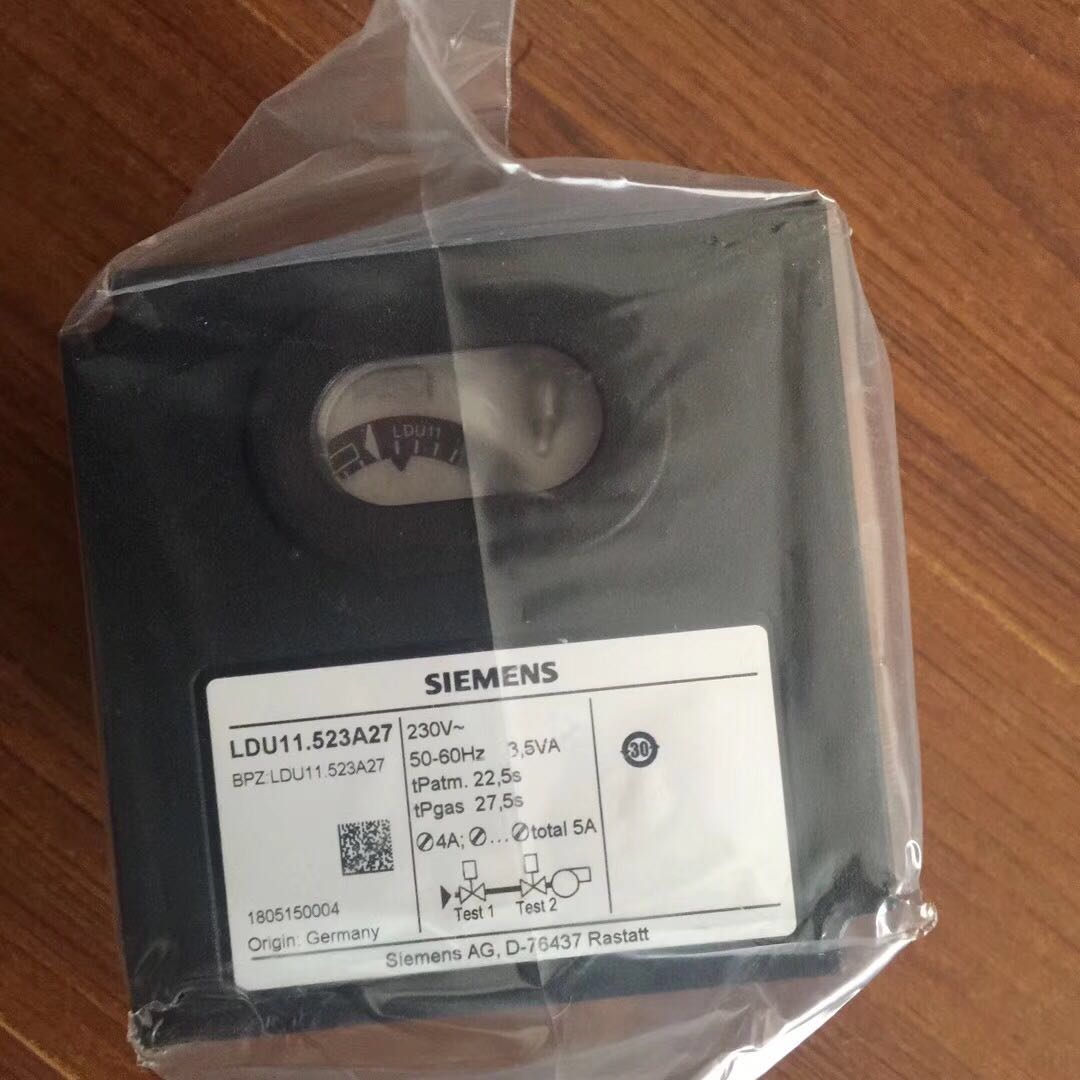 LDU11
SIEMENS
LDU11.523A27
BPZ:LDU11.523A27
1805150004
Origin: Germany
230V~
50-60Hz 3,5VA
tPatm. 22,5s
tPgas 27,5s
⊘4A; ⊘...⊘total 5A
Test 1 Test 2
30
Siemens AG, D-76437 Rastatt